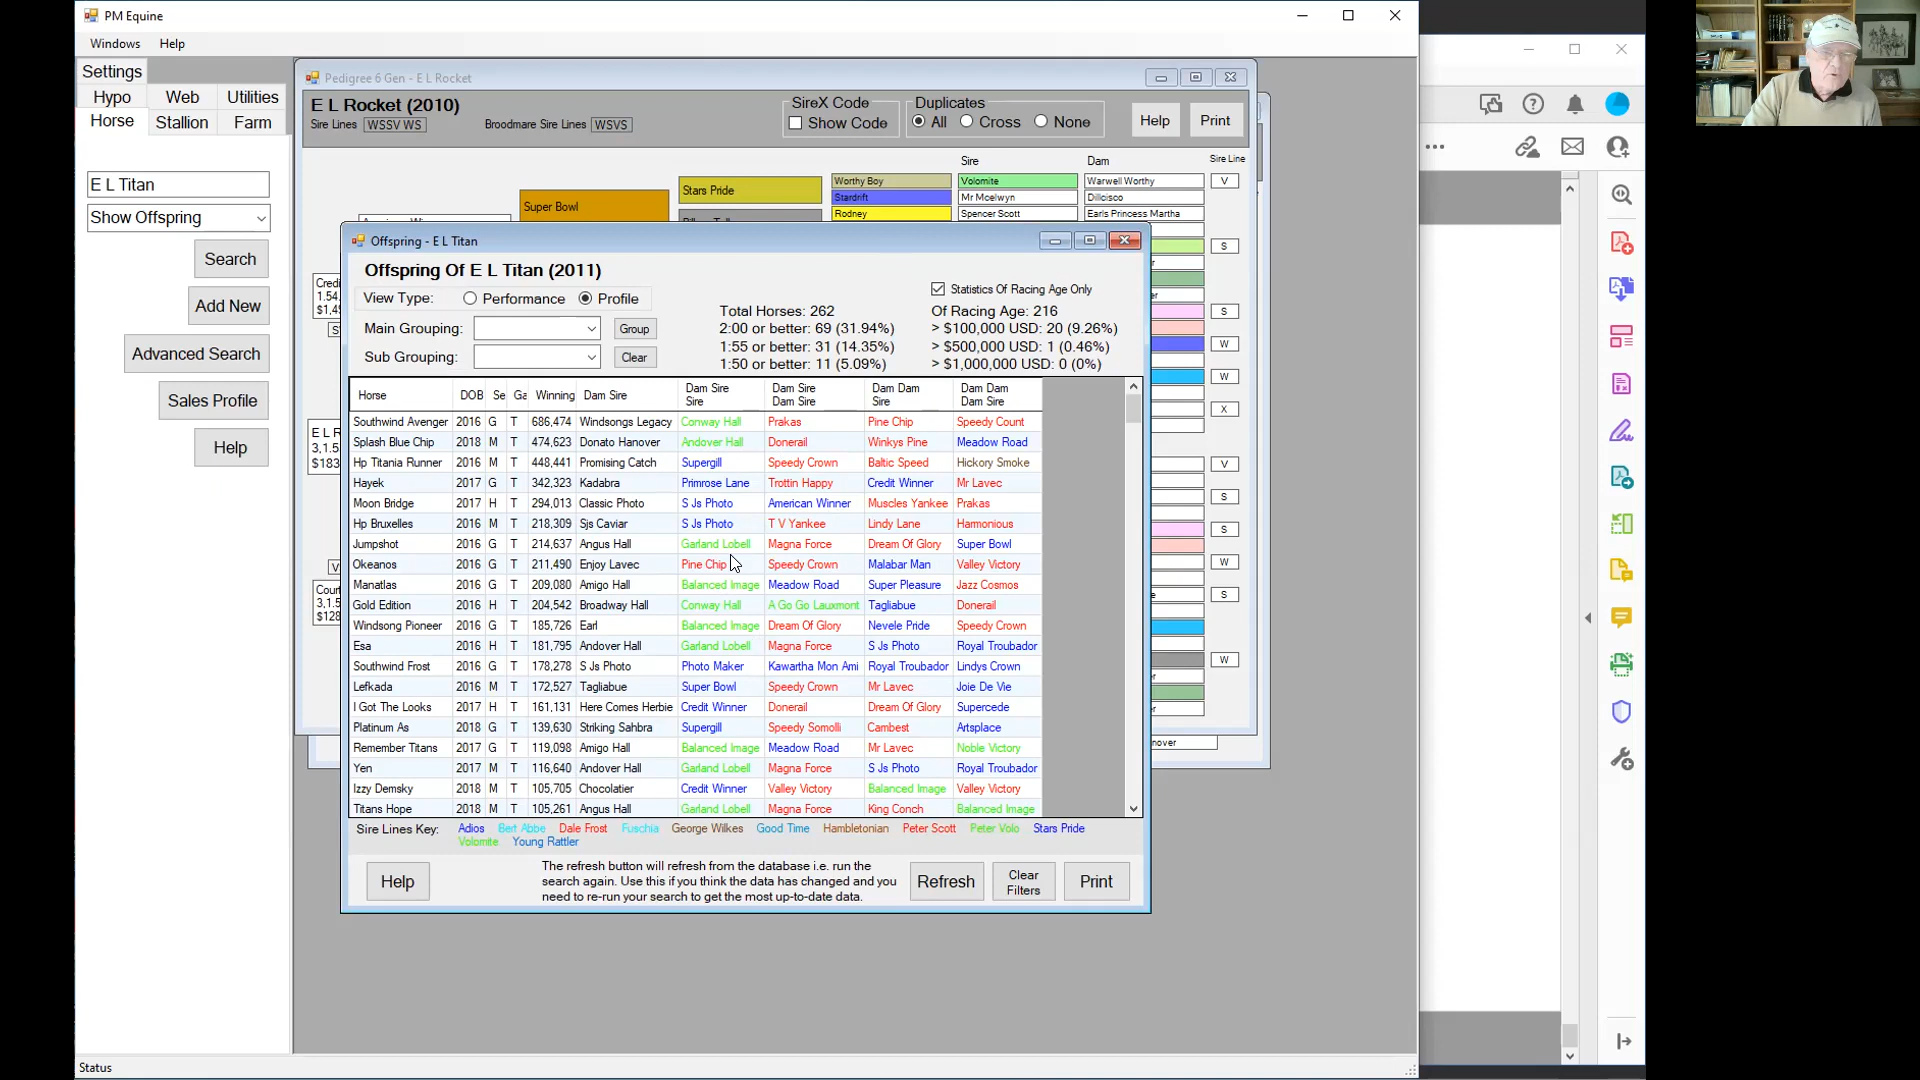 PM Equine
Windows Help
Settings
Hypo Web Utilities
Horse Stallion Farm
E L Titan
Show Offspring
Search
Add New
Advanced Search
Sales Profile
Help
Pedigree 6 Gen - E L Rocket
E L Rocket (2010)
Sire Lines WSSV WS Broodmare Sire Lines WSVS
SireX Code
Show Code
Duplicates
All Cross None
Help Print
Sire Dam Sire Line
Super Bowl
Stars Pride
Worthy Boy Volomite Warwell Worthy V
Stardrift Mr Mcelwyn Dillcisco
Rodney Spencer Scott Earls Princess Martha
S
S
W
W
X
V
S
S
W
S
W
Offspring - E L Titan
Offspring Of E L Titan (2011)
View Type: Performance Profile
Main Grouping: Group
Sub Grouping: Clear
Total Horses: 262
2:00 or better: 69 (31.94%)
1:55 or better: 31 (14.35%)
1:50 or better: 11 (5.09%)
Statistics Of Racing Age Only
Of Racing Age: 216
> $100,000 USD: 20 (9.26%)
> $500,000 USD: 1 (0.46%)
> $1,000,000 USD: 0 (0%)
Horse DOB Se Ga Winning Dam Sire Dam Sire Sire Dam Sire Dam Sire Dam Dam Sire Dam Dam Dam Sire
Southwind Avenger 2016 G T 686,474 Windsongs Legacy Conway Hall Prakas Pine Chip Speedy Count
Splash Blue Chip 2018 M T 474,623 Donato Hanover Andover Hall Donerail Winkys Pine Meadow Road
Hp Titania Runner 2016 M T 448,441 Promising Catch Supergill Speedy Crown Baltic Speed Hickory Smoke
Hayek 2017 G T 342,323 Kadabra Primrose Lane Trottin Happy Credit Winner Mr Lavec
Moon Bridge 2017 H T 294,013 Classic Photo S Js Photo American Winner Muscles Yankee Prakas
Hp Bruxelles 2016 M T 218,309 Sjs Caviar S Js Photo T V Yankee Lindy Lane Harmonious
Jumpshot 2016 G T 214,637 Angus Hall Garland Lobell Magna Force Dream Of Glory Super Bowl
Okeanos 2016 G T 211,490 Enjoy Lavec Pine Chip Speedy Crown Malabar Man Valley Victory
Manatlas 2016 G T 209,080 Amigo Hall Balanced Image Meadow Road Super Pleasure Jazz Cosmos
Gold Edition 2016 H T 204,542 Broadway Hall Conway Hall A Go Go Lauxmont Tagliabue Donerail
Windsong Pioneer 2016 G T 185,726 Earl Balanced Image Dream Of Glory Nevele Pride Speedy Crown
Esa 2016 H T 181,795 Andover Hall Garland Lobell Magna Force S Js Photo Royal Troubador
Southwind Frost 2016 G T 178,278 S Js Photo Photo Maker Kawartha Mon Ami Royal Troubador Lindys Crown
Lefkada 2016 M T 172,527 Tagliabue Super Bowl Speedy Crown Mr Lavec Joie De Vie
I Got The Looks 2017 H T 161,131 Here Comes Herbie Credit Winner Donerail Dream Of Glory Supercede
Platinum As 2018 G T 139,630 Striking Sahbra Supergill Speedy Somolli Cambest Artsplace
Remember Titans 2017 G T 119,098 Amigo Hall Balanced Image Meadow Road Mr Lavec Noble Victory
Yen 2017 M T 116,640 Andover Hall Garland Lobell Magna Force S Js Photo Royal Troubador
Izzy Demsky 2018 M T 105,705 Chocolatier Credit Winner Valley Victory Balanced Image Valley Victory
Titans Hope 2018 M T 105,261 Angus Hall Garland Lobell Magna Force King Conch Balanced Image
Sire Lines Key: Adios Bert Abbe Dale Frost Fuschia George Wilkes Good Time Hambletonian Peter Scott Peter Volo Stars Pride
Volomite Young Rattler
Help
The refresh button will refresh from the database i.e. run the
search again. Use this if you think the data has changed and you
need to re-run your search to get the most up-to-date data.
Refresh
Clear Filters
Print
Status